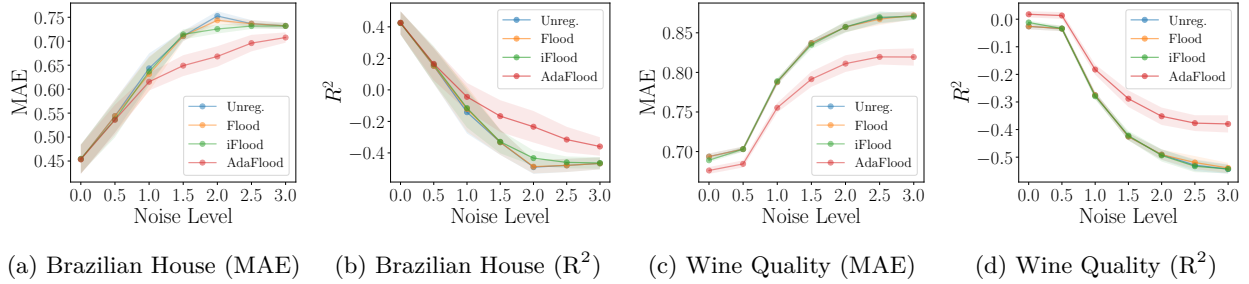 MAE
0.75
0.70
0.65
0.60
0.55
0.50
0.45
0.0 0.5 1.0 1.5 2.0 2.5 3.0
Noise Level
Unreg.
Flood
iFlood
AdaFlood
(a) Brazilian House (MAE)
R²
0.4
0.2
0.0
−0.2
−0.4
0.0 0.5 1.0 1.5 2.0 2.5 3.0
Noise Level
Unreg.
Flood
iFlood
AdaFlood
(b) Brazilian House (R²)
MAE
0.85
0.80
0.75
0.70
0.0 0.5 1.0 1.5 2.0 2.5 3.0
Noise Level
Unreg.
Flood
iFlood
AdaFlood
(c) Wine Quality (MAE)
R²
0.0
−0.1
−0.2
−0.3
−0.4
−0.5
0.0 0.5 1.0 1.5 2.0 2.5 3.0
Noise Level
Unreg.
Flood
iFlood
AdaFlood
(d) Wine Quality (R²)